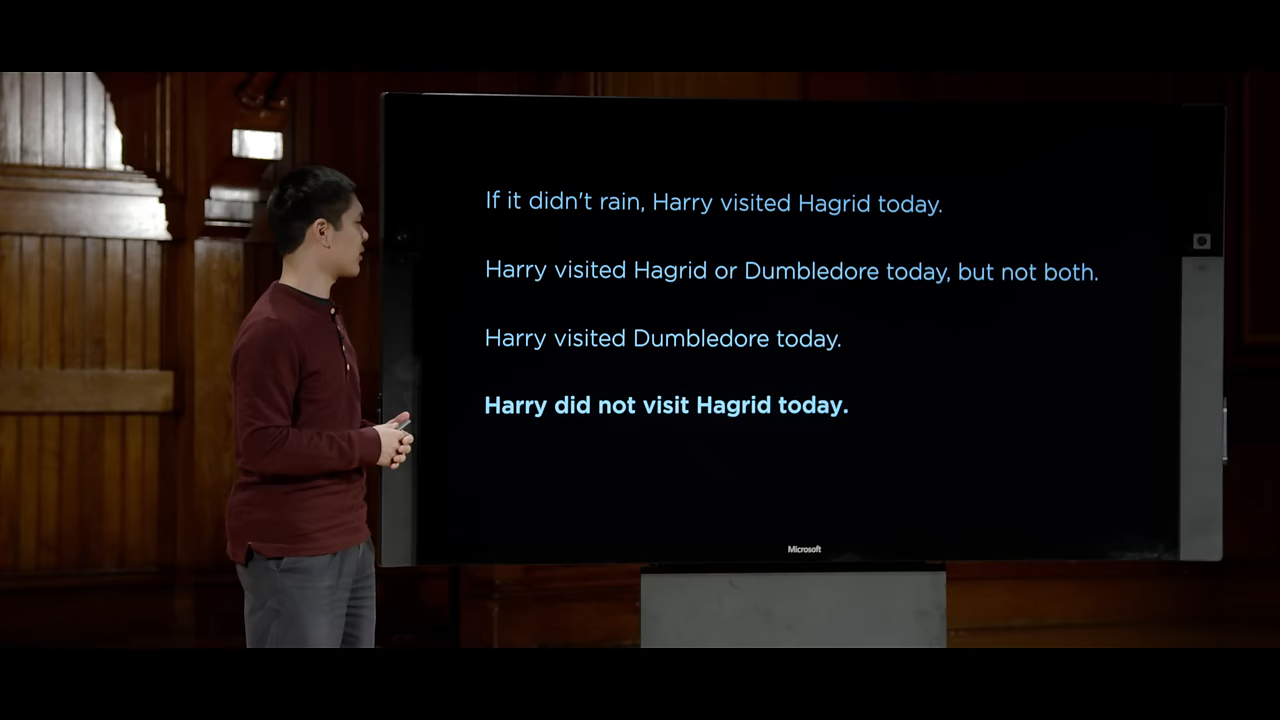 If it didn't rain, Harry visited Hagrid today.
Harry visited Hagrid or Dumbledore today, but not both.
Harry visited Dumbledore today.
Harry did not visit Hagrid today.
Microsoft